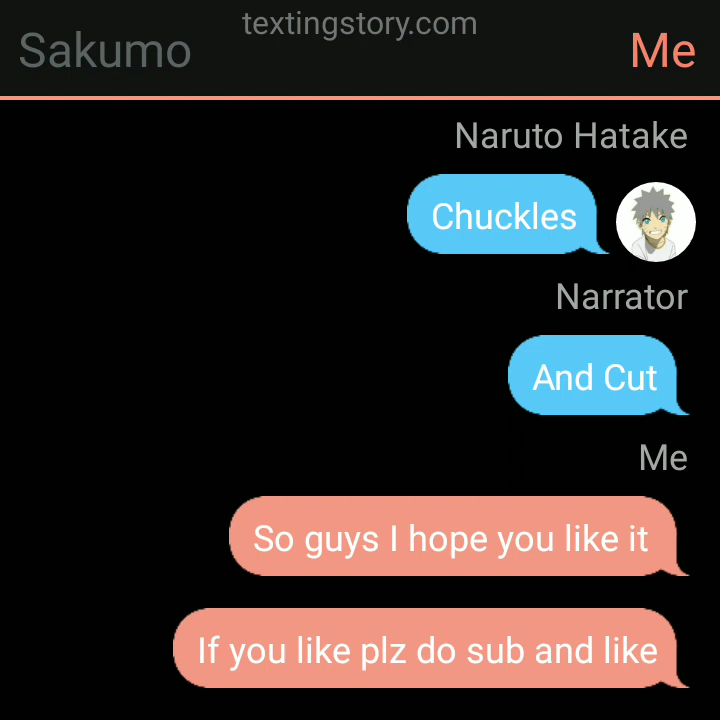 textingstory.com
Sakumo
Me
Naruto Hatake
Chuckles
Narrator
And Cut
Me
So guys I hope you like it
If you like plz do sub and like